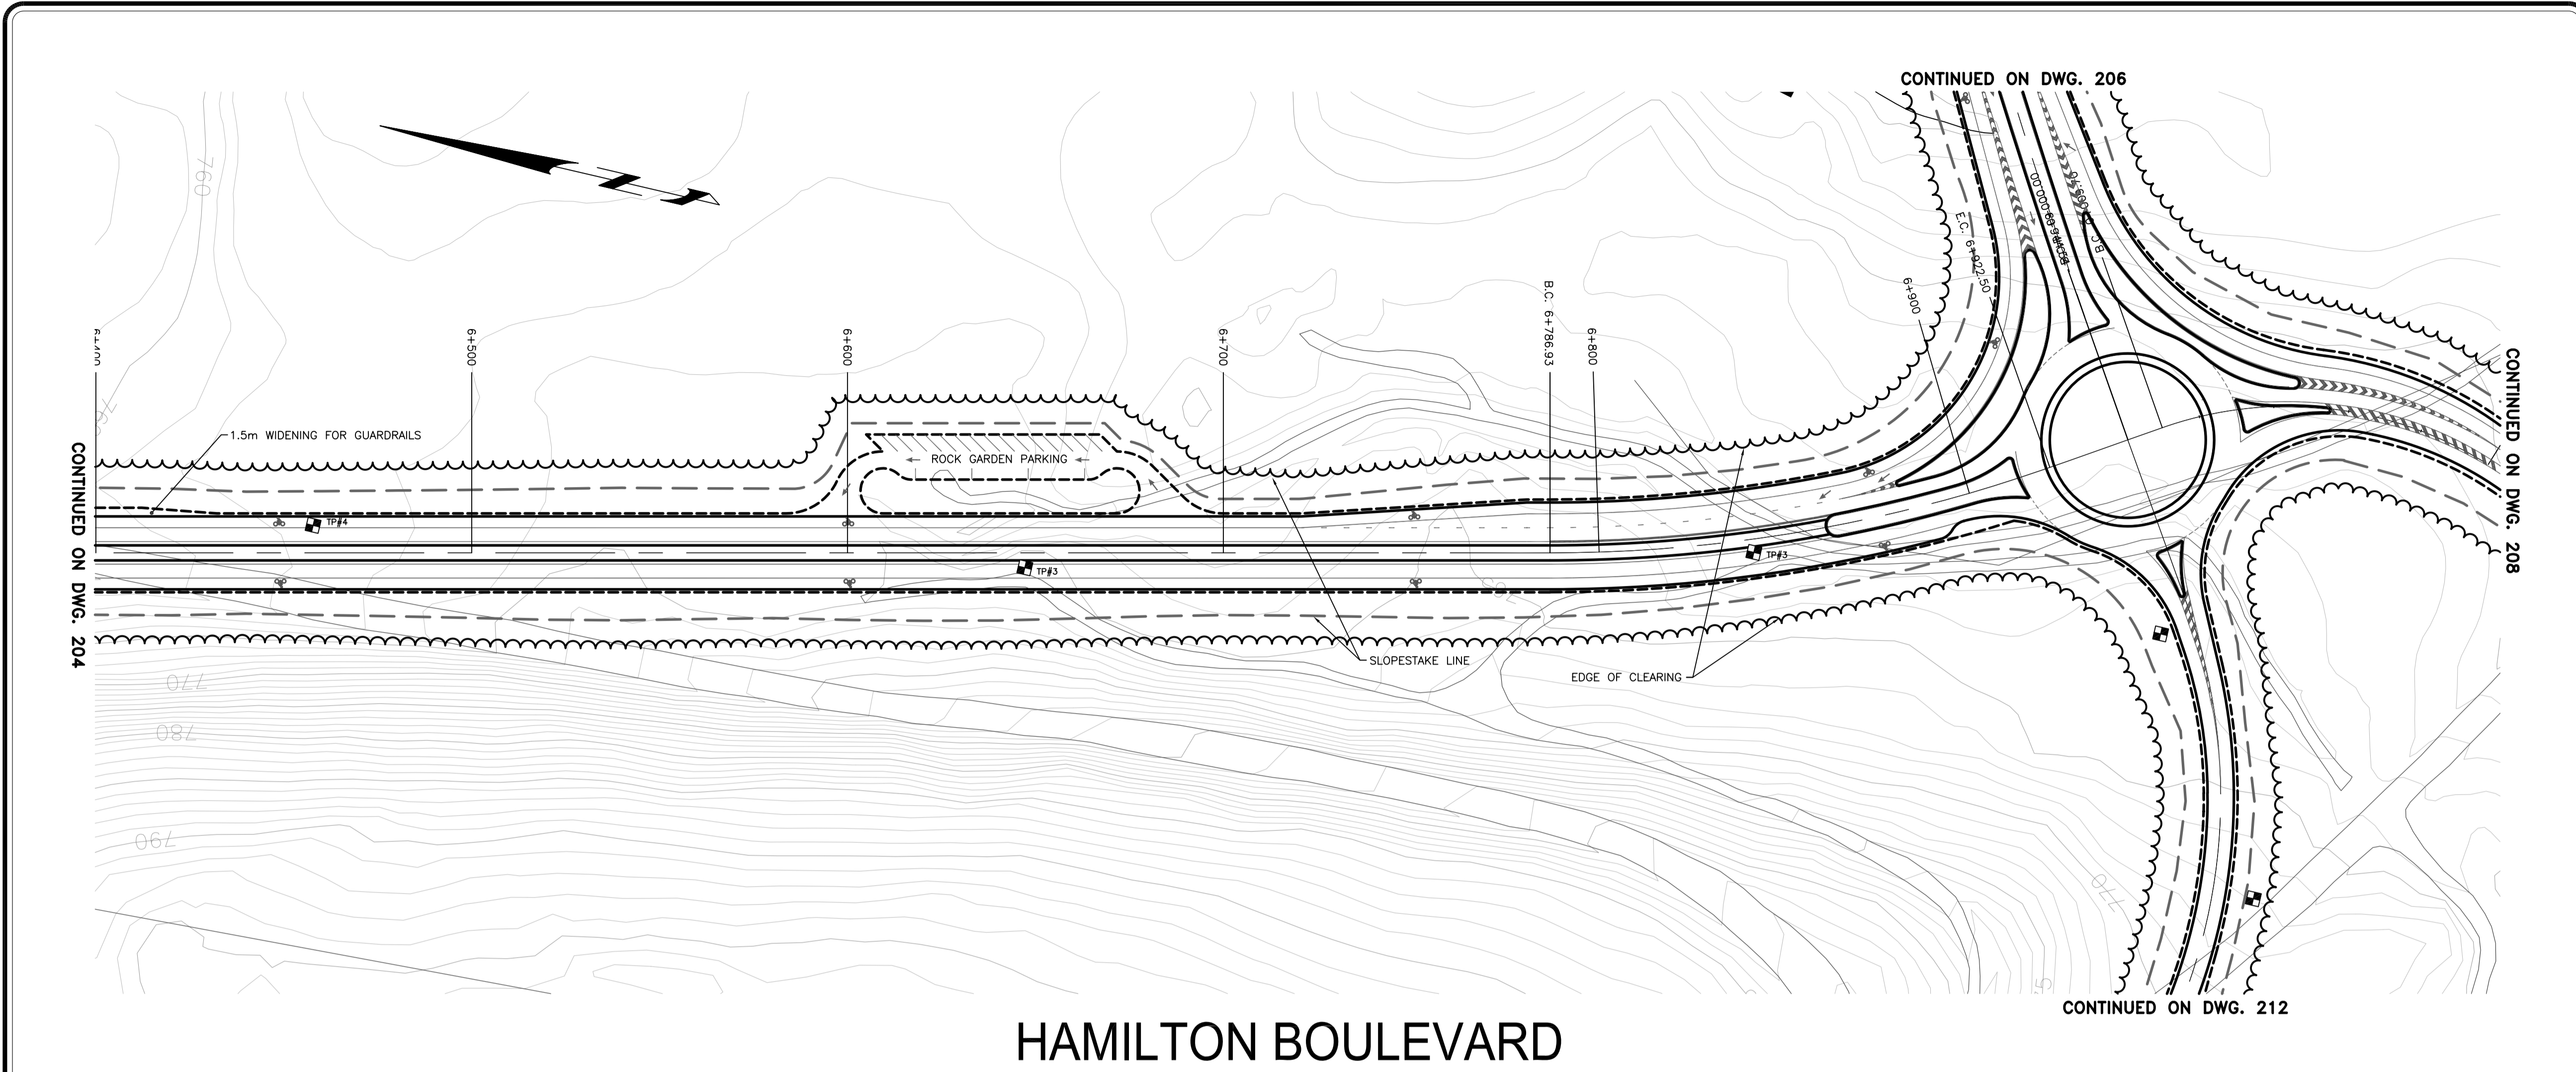 CONTINUED ON DWG. 206
760
6+500
6+600
6+700
B.C. 6+786.93
6+800
6+900
E.C. 6+922.50
CONTINUED ON DWG. 208
1.5m WIDENING FOR GUARDRAILS
ROCK GARDEN PARKING
CONTINUED ON DWG. 204
TP#4
TP#3
TP#3
SLOPESTAKE LINE
EDGE OF CLEARING
770
780
790
770
CONTINUED ON DWG. 212
HAMILTON BOULEVARD